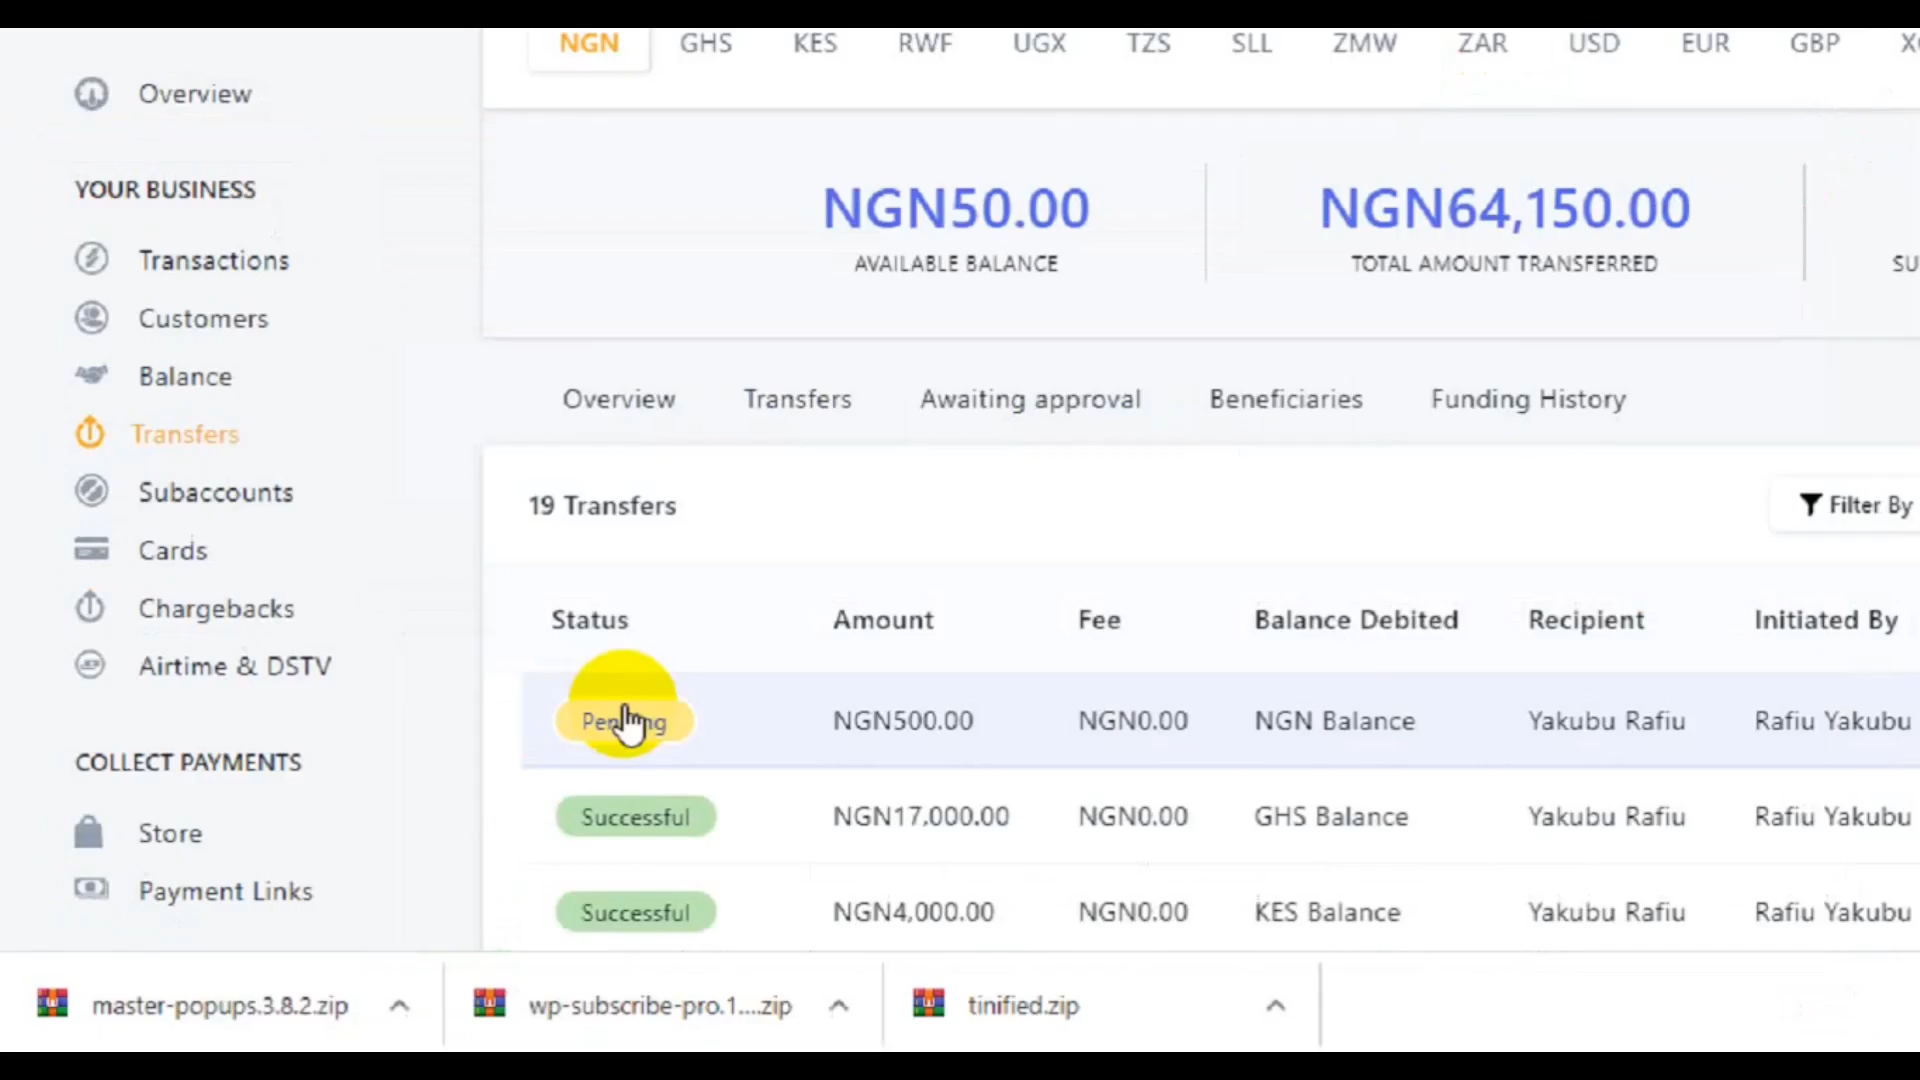 NGN GHS KES RWF UGX TZS SLL ZMW ZAR USD EUR GBP
Overview
YOUR BUSINESS
Transactions
Customers
Balance
Transfers
Subaccounts
Cards
Chargebacks
Airtime & DSTV
COLLECT PAYMENTS
Store
Payment Links
NGN50.00
AVAILABLE BALANCE
NGN64,150.00
TOTAL AMOUNT TRANSFERRED
SU
Overview Transfers Awaiting approval Beneficiaries Funding History
19 Transfers
Filter By
Status Amount Fee Balance Debited Recipient Initiated By
Pending NGN500.00 NGN0.00 NGN Balance Yakubu Rafiu Rafiu Yakubu
Successful NGN17,000.00 NGN0.00 GHS Balance Yakubu Rafiu Rafiu Yakubu
Successful NGN4,000.00 NGN0.00 KES Balance Yakubu Rafiu Rafiu Yakubu
master-popups.3.8.2.zip wp-subscribe-pro.1....zip tinified.zip